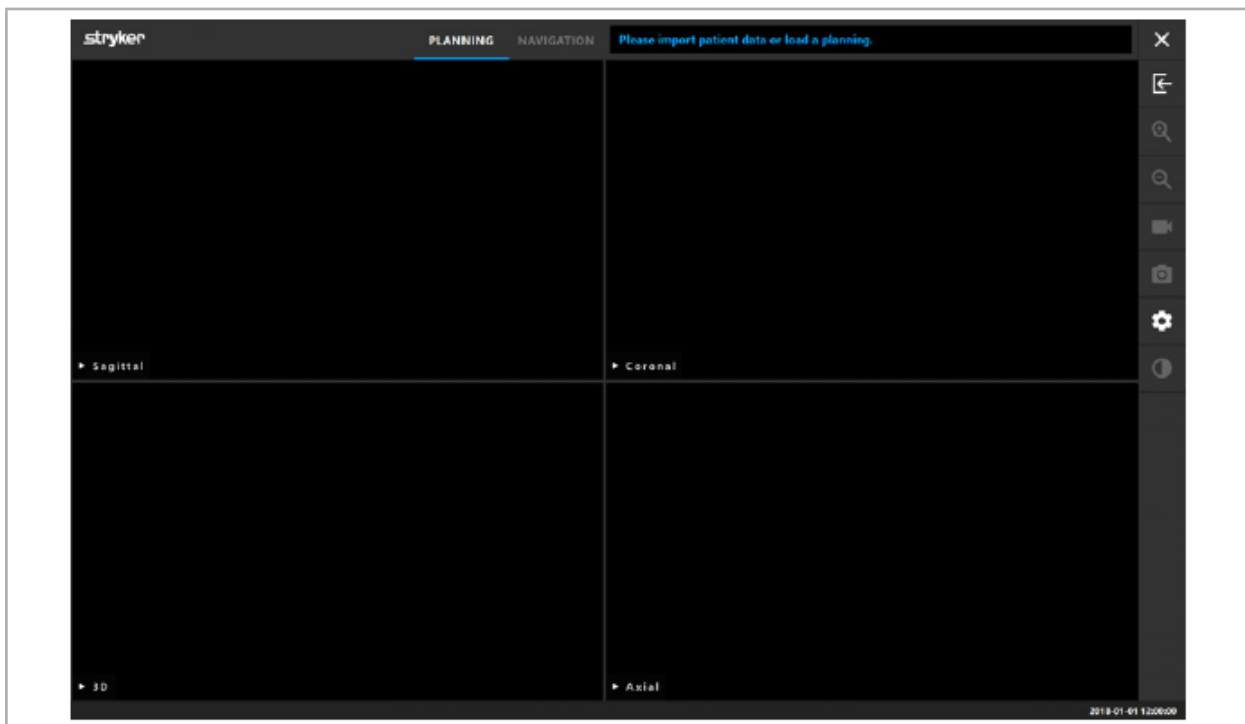 stryker PLANNING NAVIGATION Please import patient data or load a planning.
Sagittal
Coronal
3D
Axial
2018-01-01 12:00:00